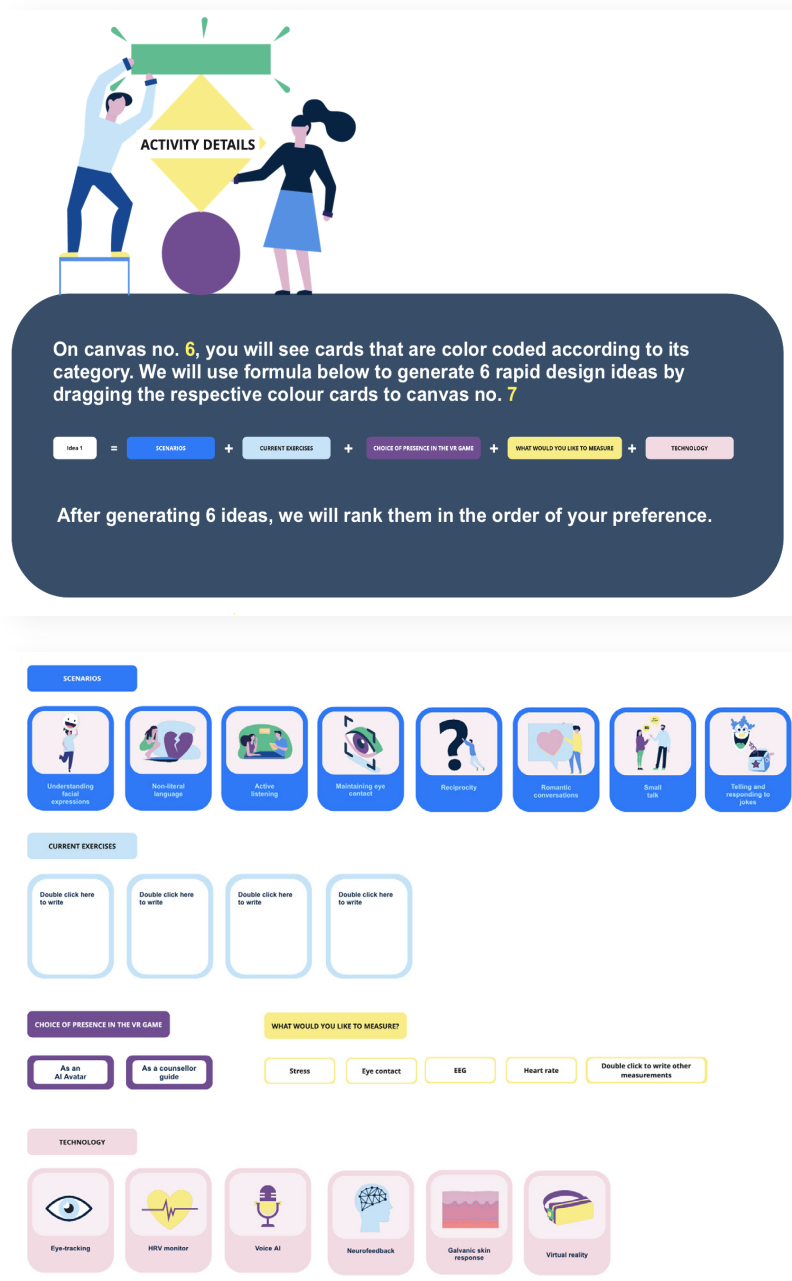 ACTIVITY DETAILS
On canvas no. 6, you will see cards that are color coded according to its
category. We will use formula below to generate 6 rapid design ideas by
dragging the respective colour cards to canvas no. 7
Idea 1 = SCENARIOS + CURRENT EXERCISES + CHOICE OF PRESENCE IN THE VR GAME + WHAT WOULD YOU LIKE TO MEASURE + TECHNOLOGY
After generating 6 ideas, we will rank them in the order of your preference.
SCENARIOS
Understanding
facial
expressions
Non-literal
language
Active
listening
Maintaining eye
contact
Reciprocity
Romantic
conversations
Small
talk
Telling and
responding to
jokes
CURRENT EXERCISES
Double click here
to write
Double click here
to write
Double click here
to write
Double click here
to write
CHOICE OF PRESENCE IN THE VR GAME
As an
AI Avatar
As a counsellor
guide
WHAT WOULD YOU LIKE TO MEASURE?
Stress
Eye contact
EEG
Heart rate
Double click to write other
measurements
TECHNOLOGY
Eye-tracking
HRV monitor
Voice AI
Neurofeedback
Galvanic skin
response
Virtual reality